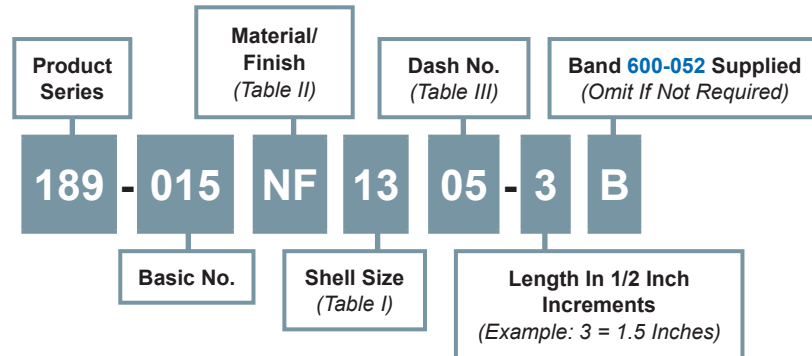 Product
Series
Material/
Finish
(Table II)
Dash No.
(Table III)
Band 600-052 Supplied
(Omit If Not Required)
189 - 015 NF 13 05 - 3 B
Basic No.
Shell Size
(Table I)
Length In 1/2 Inch
Increments
(Example: 3 = 1.5 Inches)